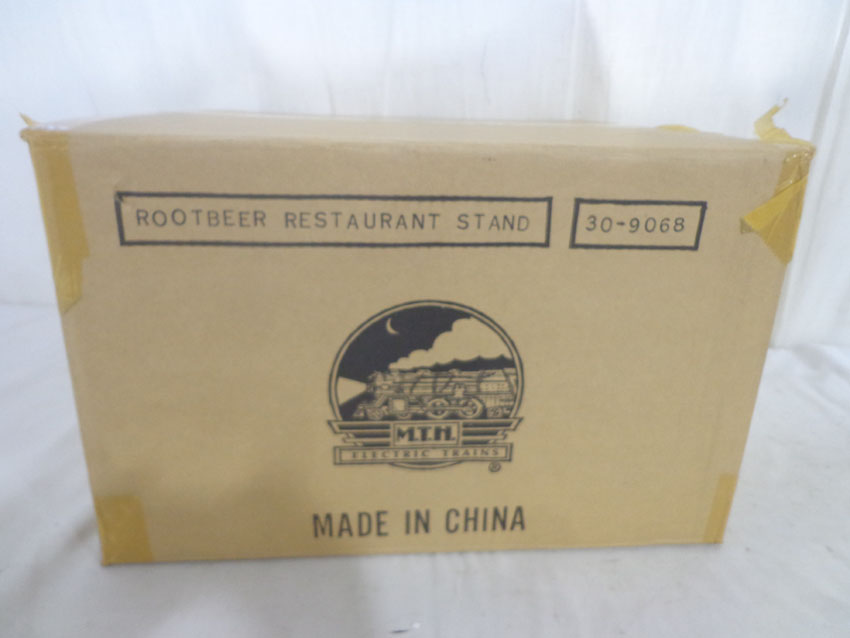 ROOTBEER RESTAURANT STAND 30-9068
M.T.H.
ELECTRIC TRAINS
®
MADE IN CHINA